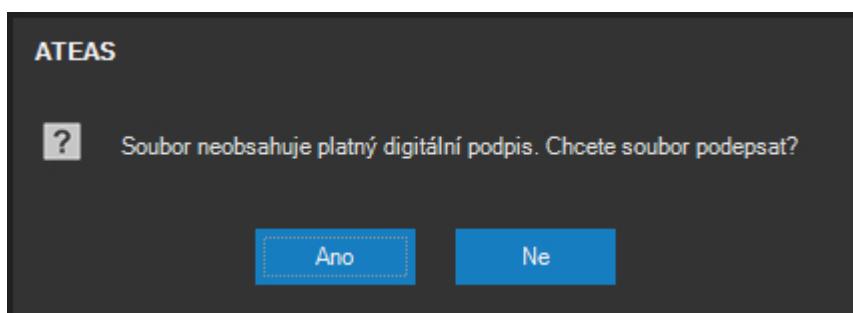 ATEAS
? Soubor neobsahuje platný digitální podpis. Chcete soubor podepsat?
Ano Ne